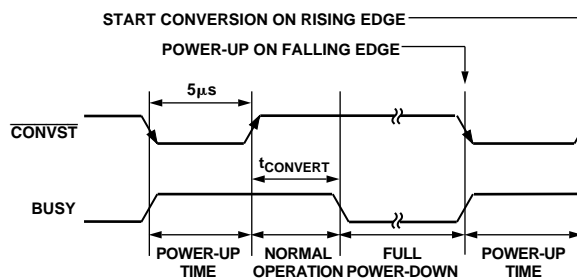 START CONVERSION ON RISING EDGE
POWER-UP ON FALLING EDGE
5µs
CONVST
tCONVERT
BUSY
POWER-UP TIME
NORMAL OPERATION
FULL POWER-DOWN
POWER-UP TIME